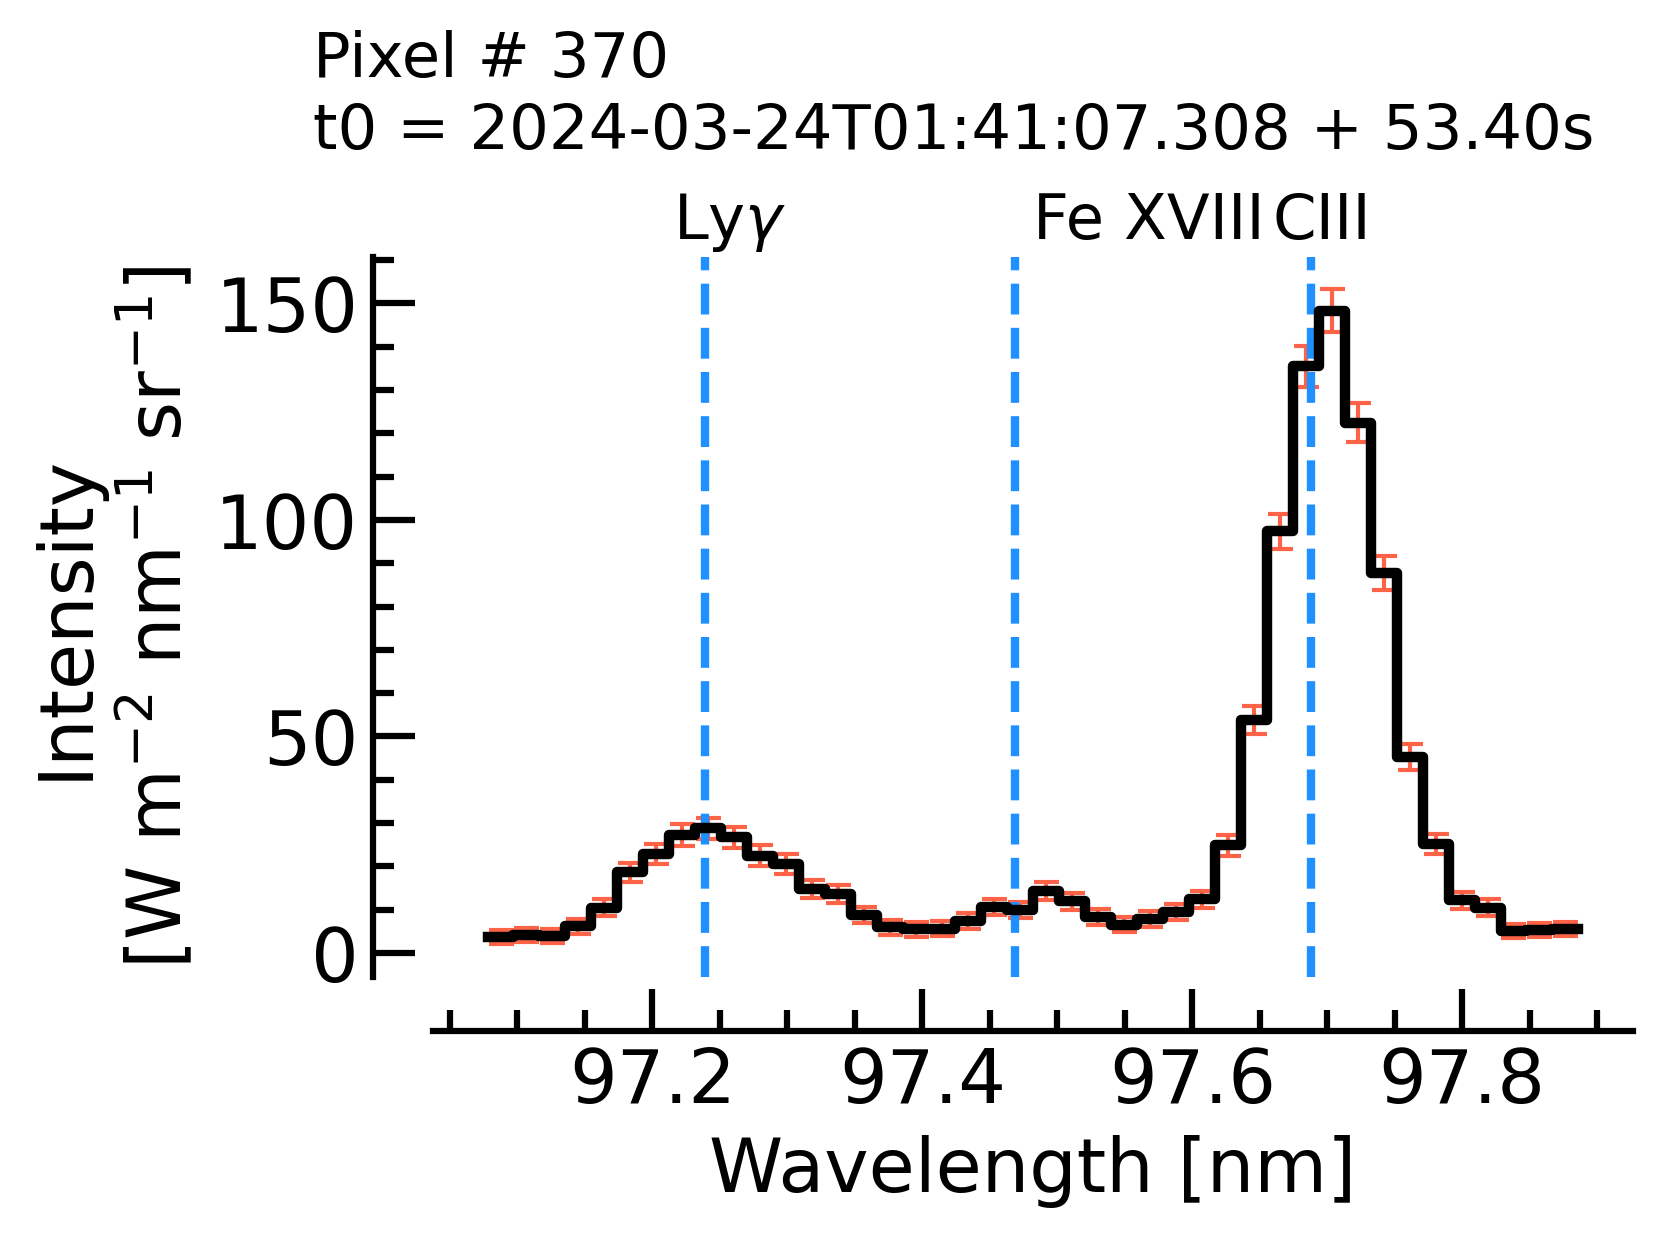 Pixel # 370
t0 = 2024-03-24T01:41:07.308 + 53.40s
Lyγ Fe XVIII CIII
Intensity
[W m⁻² nm⁻¹ sr⁻¹]
150
100
50
0
97.2 97.4 97.6 97.8
Wavelength [nm]